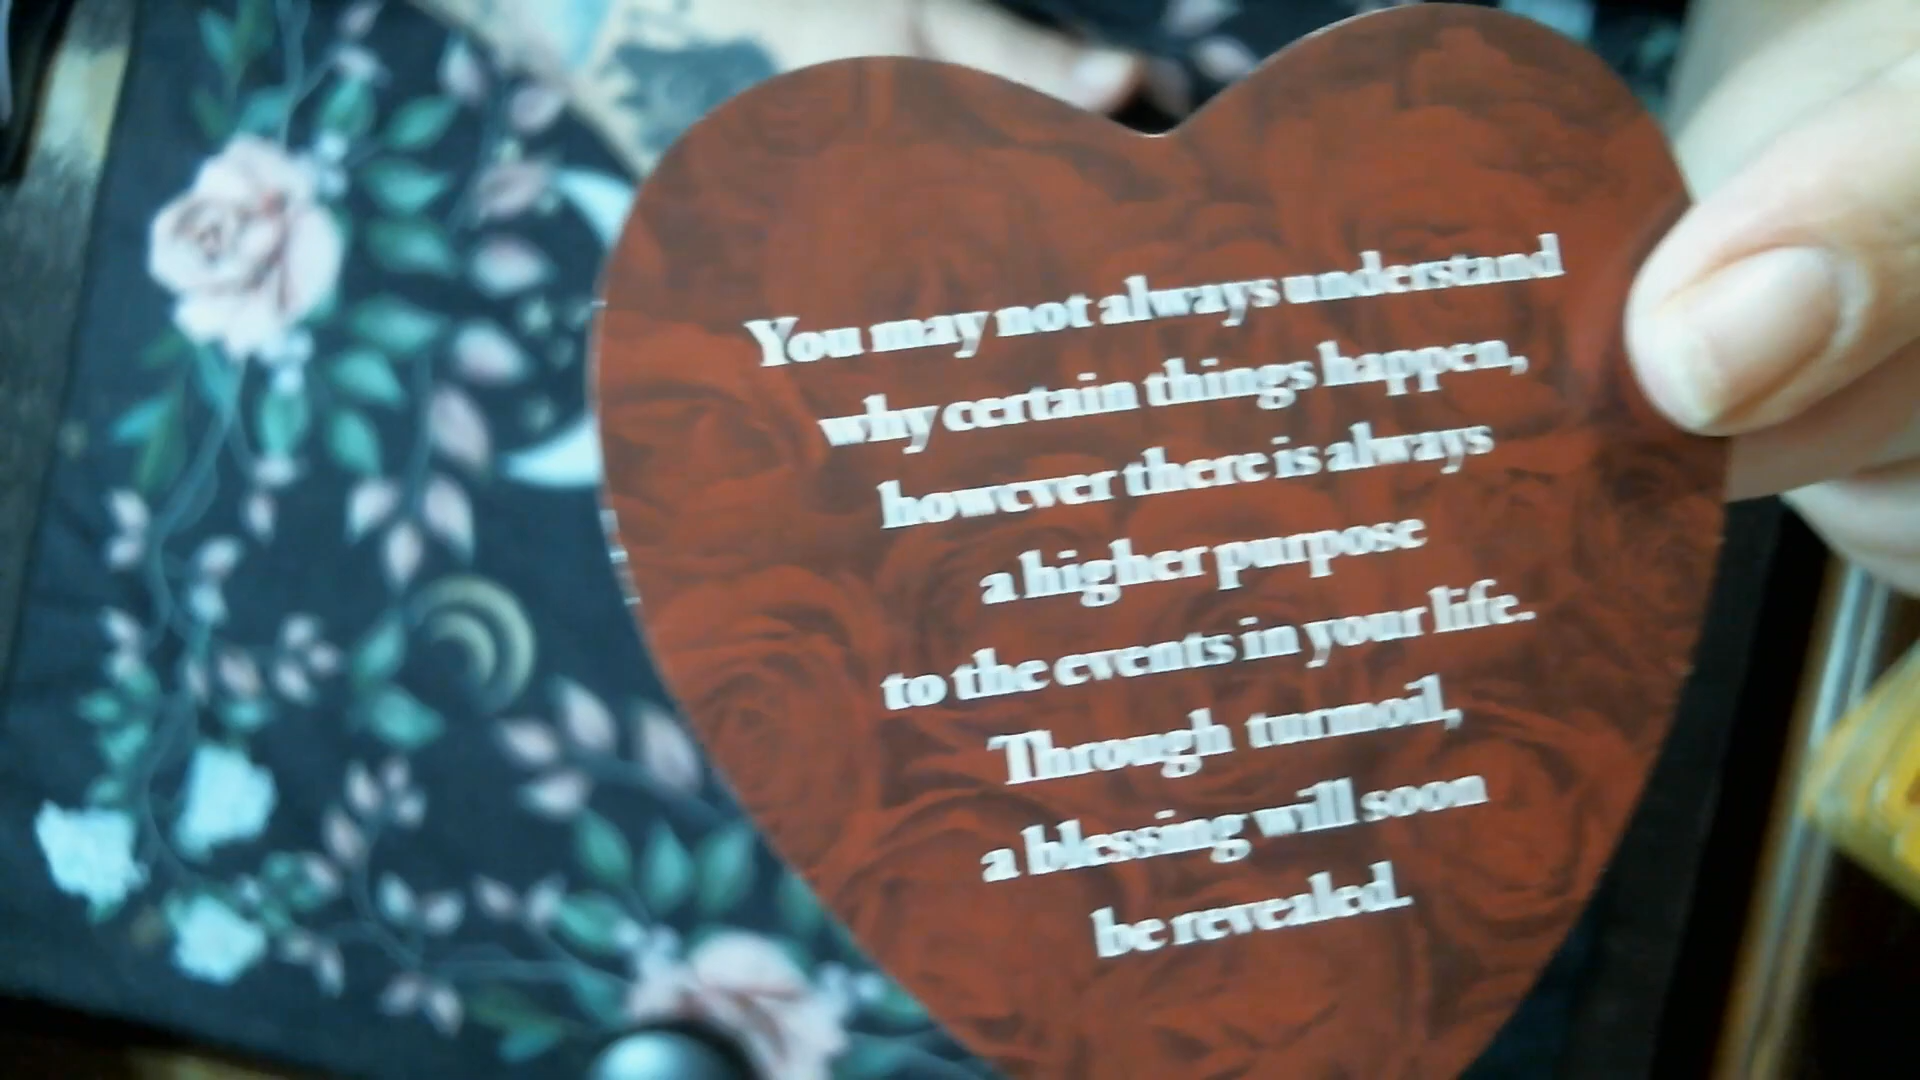 You may not always understand
why certain things happen,
however there is always
a higher purpose
to the events in your life.
Through turmoil,
a blessing will soon
be revealed.